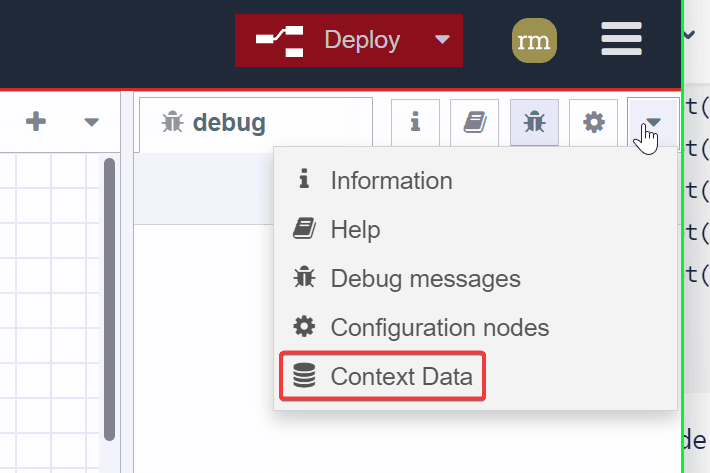 Deploy
rm
debug
i
t(
t(
t(
t(
t(
Information
Help
Debug messages
Configuration nodes
Context Data
de